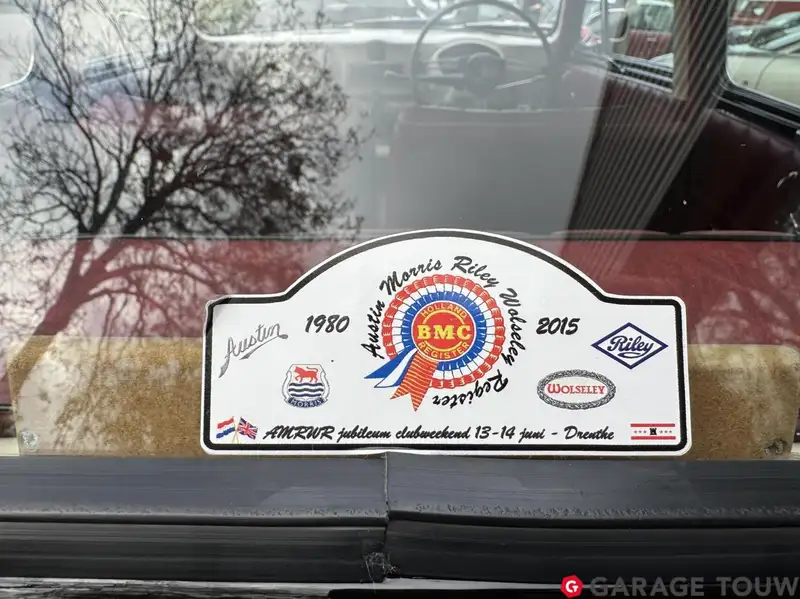 Austin Morris Riley Wolseley Register
1980
2015
HOLLAND
BMC
REGISTER
Austin
MORRIS
Riley
WOLSELEY
AMRWR jubileum clubweekend 13-14 juni - Drenthe
G GARAGE TOUW